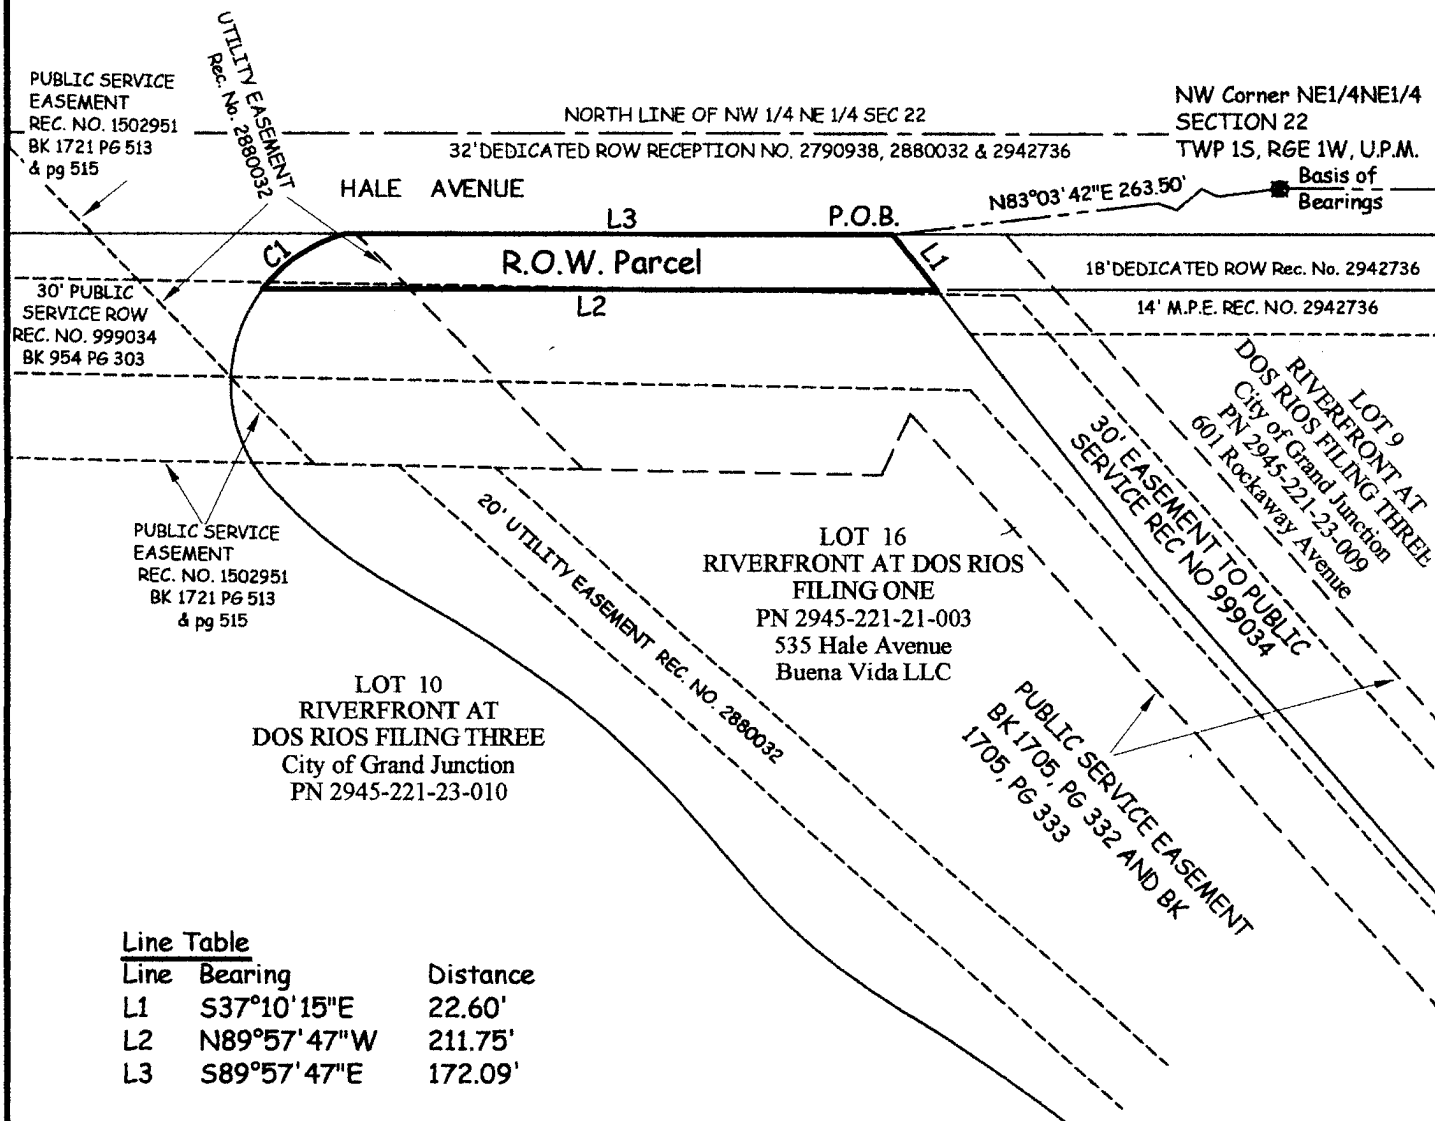 UTILITY EASEMENT
Rec. No. 2880032
PUBLIC SERVICE
EASEMENT
REC. NO. 1502951
BK 1721 PG 513
& pg 515
NORTH LINE OF NW 1/4 NE 1/4 SEC 22
32' DEDICATED ROW RECEPTION NO. 2790938, 2880032 & 2942736
NW Corner NE1/4NE1/4
SECTION 22
TWP 1S, RGE 1W, U.P.M.
Basis of
Bearings
HALE AVENUE
N83°03'42"E 263.50'
L3
P.O.B.
C1
R.O.W. Parcel
L1
L2
18' DEDICATED ROW Rec. No. 2942736
14' M.P.E. REC. NO. 2942736
30' PUBLIC
SERVICE ROW
REC. NO. 999034
BK 954 PG 303
LOT 9
RIVERFRONT AT
DOS RIOS FILING THREE
City of Grand Junction
PN 2945-221-23-009
601 Rockaway Avenue
30' EASEMENT TO PUBLIC
SERVICE REC NO 999034
PUBLIC SERVICE
EASEMENT
REC. NO. 1502951
BK 1721 PG 513
& pg 515
20' UTILITY EASEMENT REC. NO. 2880032
LOT 16
RIVERFRONT AT DOS RIOS
FILING ONE
PN 2945-221-21-003
535 Hale Avenue
Buena Vida LLC
LOT 10
RIVERFRONT AT
DOS RIOS FILING THREE
City of Grand Junction
PN 2945-221-23-010
PUBLIC SERVICE EASEMENT
BK 1705, PG 332 AND BK
1705, PG 333
Line Table
Line Bearing Distance
L1 S37°10'15"E 22.60'
L2 N89°57'47"W 211.75'
L3 S89°57'47"E 172.09'